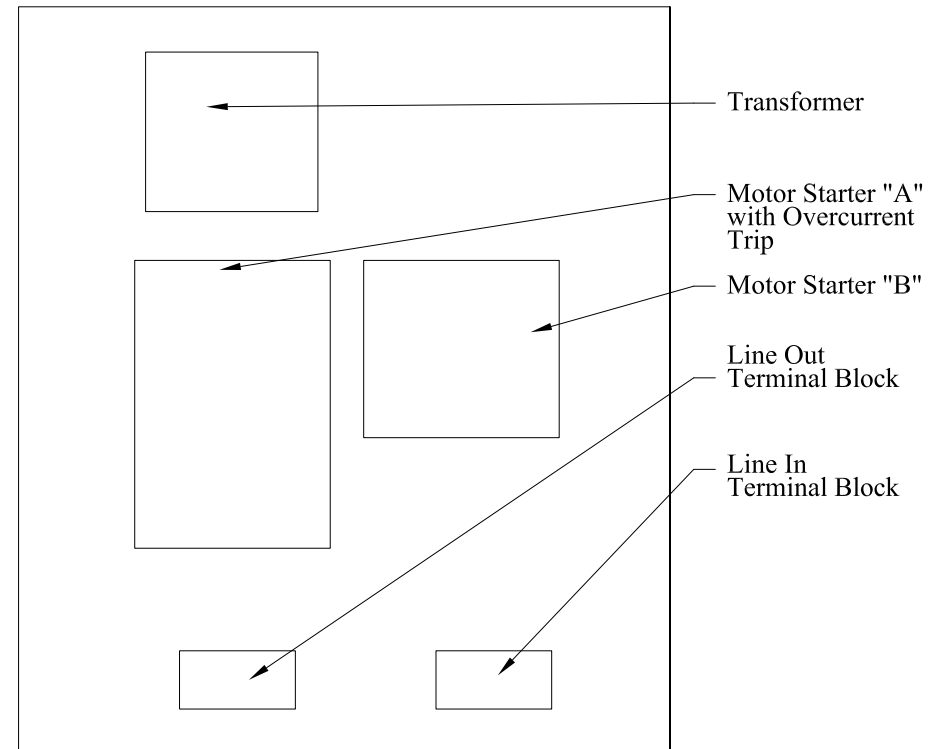 Transformer
Motor Starter "A"
with Overcurrent
Trip
Motor Starter "B"
Line Out
Terminal Block
Line In
Terminal Block